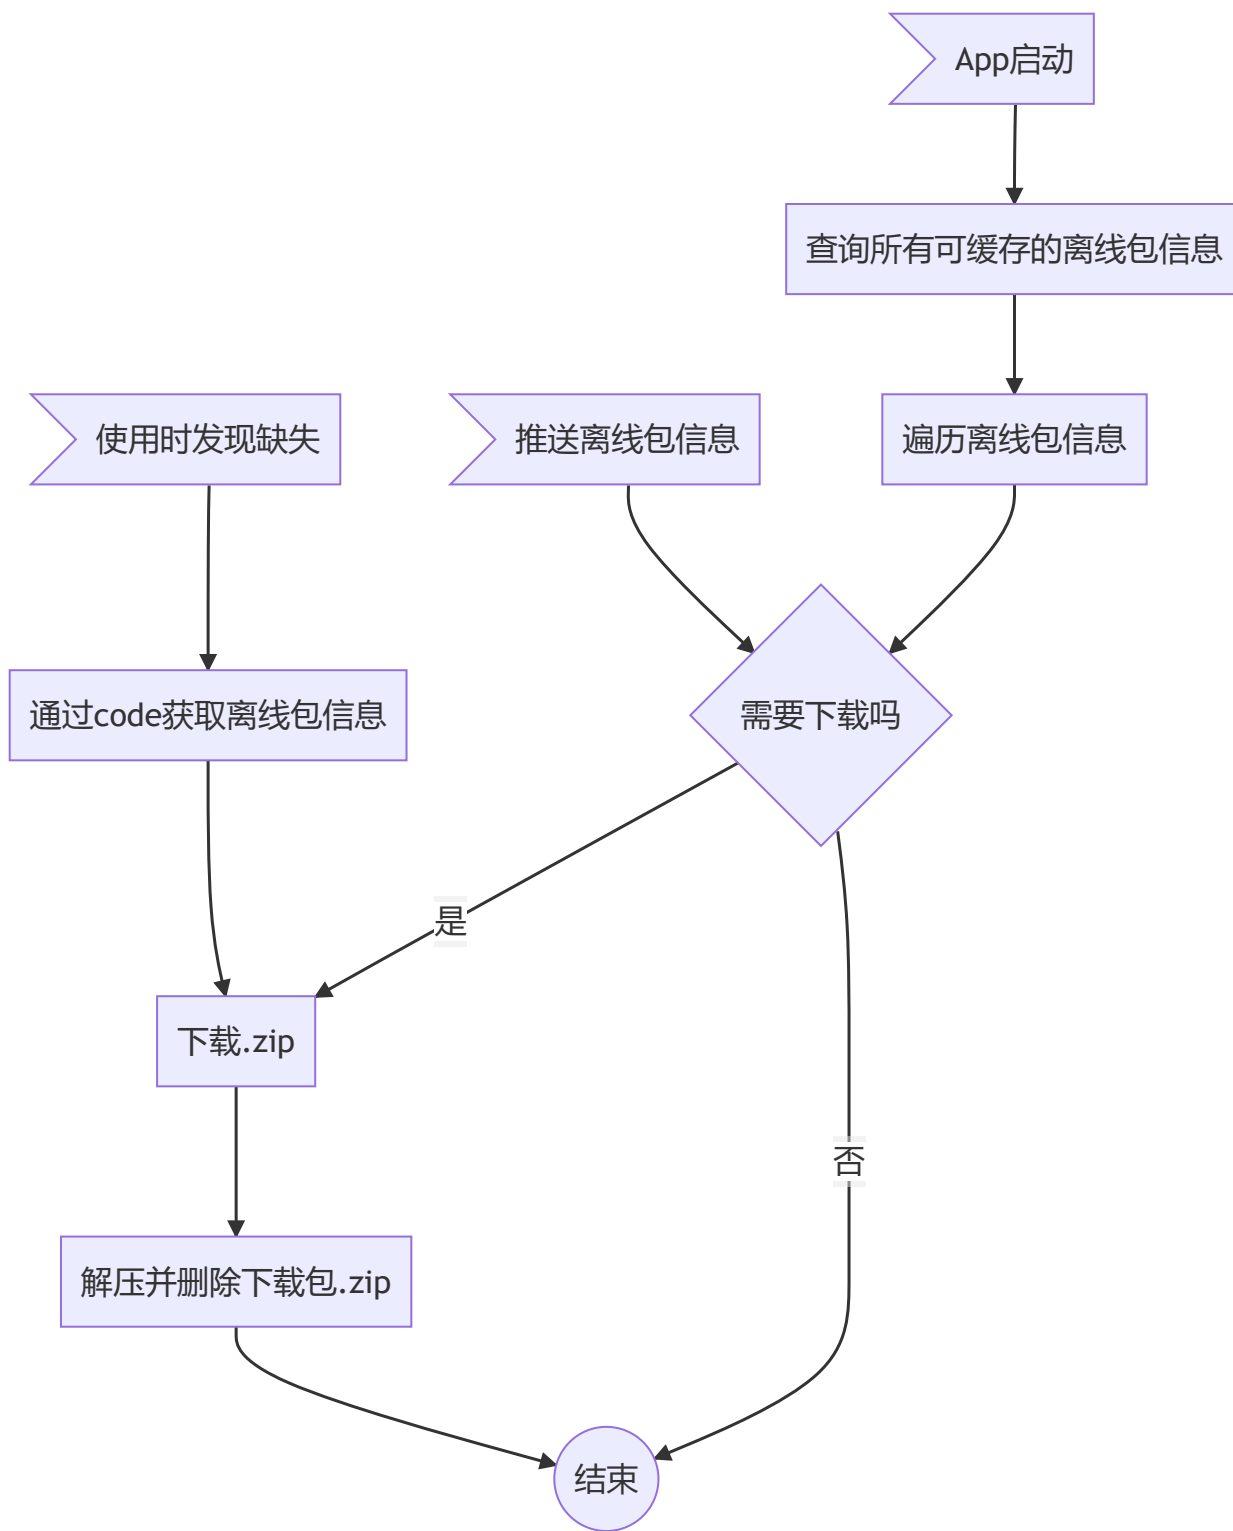 App启动
查询所有可缓存的离线包信息
使用时发现缺失
推送离线包信息
遍历离线包信息
通过code获取离线包信息
需要下载吗
是
下载.zip
否
解压并删除下载包.zip
结束